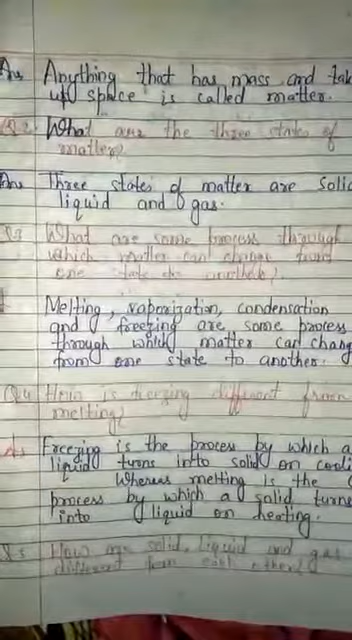 Ans Anything that has mass and tak
up space is called matter.
Q2 What are the three states of
matter?
Ans Three states of matter are solid
liquid and gas.
Q3 What are some process through
which matter can change from
one state to another?
Melting, vaporization, condensation
and freezing are some process
through which matter can chang
from one state to another.
Q4 How is freezing different from
melting?
Ans Freezing is the process by which a
liquid turns into solid on cooli
Whereas melting is the
process by which a solid turns
into liquid on heating.
Q5 How are solid, liquid and gas
different from each other?